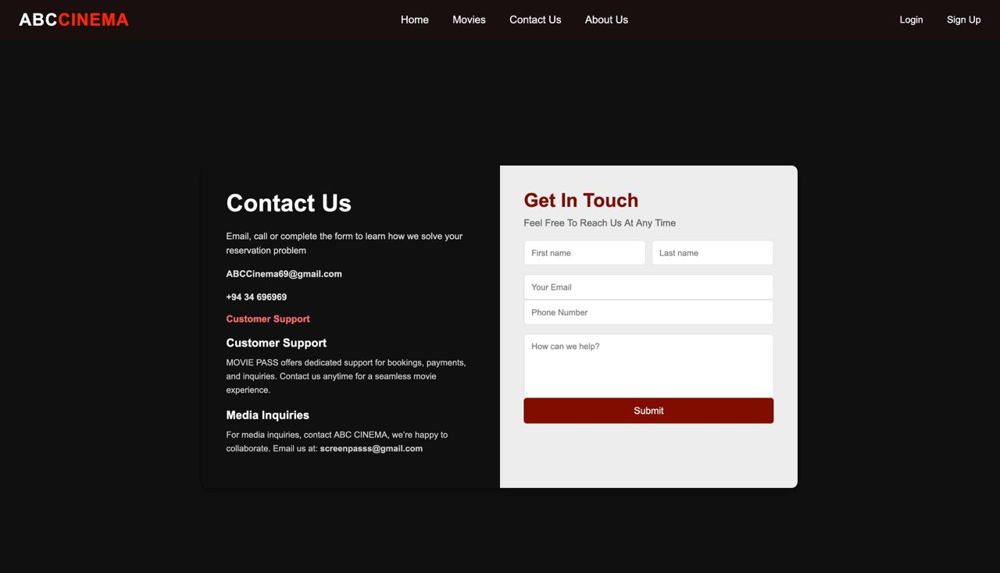 ABCCINEMA
Home Movies Contact Us About Us
Login Sign Up
Contact Us
Email, call or complete the form to learn how we solve your
reservation problem
ABCCinema69@gmail.com
+94 34 696969
Customer Support
Customer Support
MOVIE PASS offers dedicated support for bookings, payments,
and inquiries. Contact us anytime for a seamless movie
experience.
Media Inquiries
For media inquiries, contact ABC CINEMA, we're happy to
collaborate. Email us at: screenpasss@gmail.com
Get In Touch
Feel Free To Reach Us At Any Time
First name Last name
Your Email
Phone Number
How can we help?
Submit